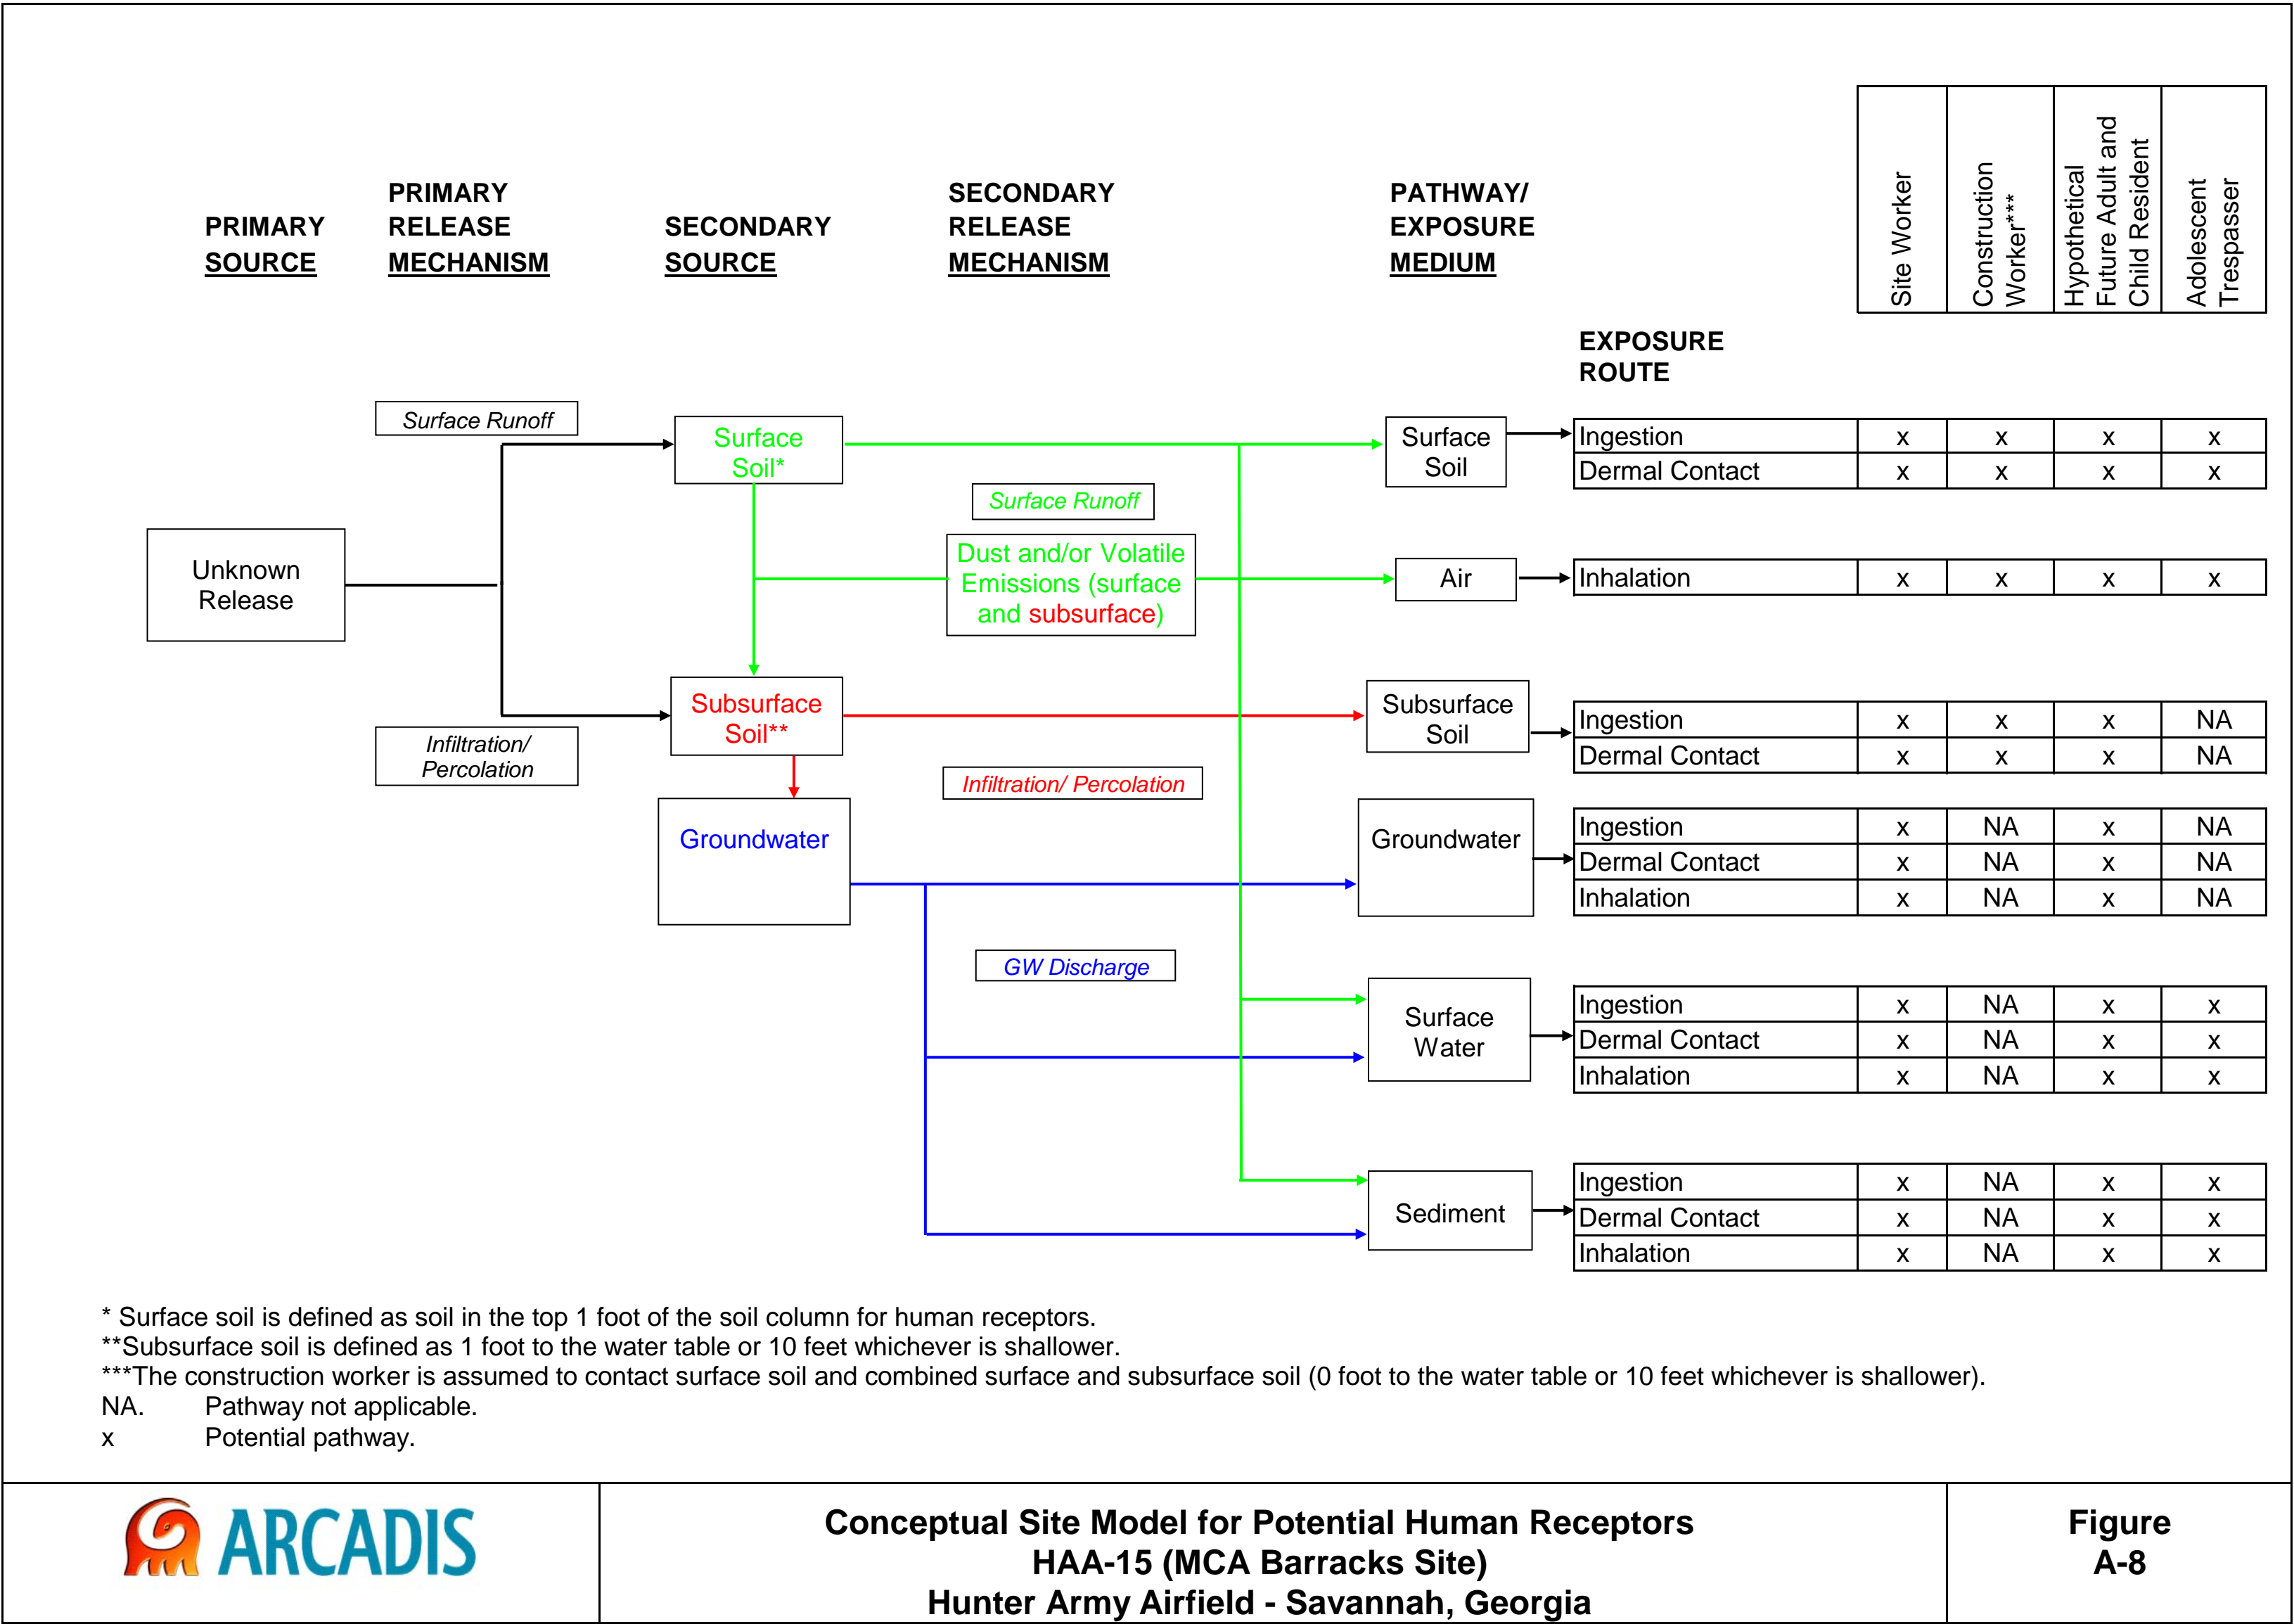 Site Worker
Construction
Worker***
Hypothetical
Future Adult and
Child Resident
Adolescent
Trespasser
PRIMARY
SOURCE
PRIMARY
RELEASE
MECHANISM
SECONDARY
SOURCE
SECONDARY
RELEASE
MECHANISM
PATHWAY/
EXPOSURE
MEDIUM
EXPOSURE
ROUTE
Surface Runoff
Surface
Soil*
Surface
Soil
Ingestion x x x x
Dermal Contact x x x x
Surface Runoff
Unknown
Release
Dust and/or Volatile
Emissions (surface
and subsurface)
Air
Inhalation x x x x
Subsurface
Soil**
Subsurface
Soil
Ingestion x x x NA
Dermal Contact x x x NA
Infiltration/
Percolation
Infiltration/ Percolation
Groundwater
Groundwater
Ingestion x NA x NA
Dermal Contact x NA x NA
Inhalation x NA x NA
GW Discharge
Surface
Water
Ingestion x NA x x
Dermal Contact x NA x x
Inhalation x NA x x
Sediment
Ingestion x NA x x
Dermal Contact x NA x x
Inhalation x NA x x
* Surface soil is defined as soil in the top 1 foot of the soil column for human receptors.
**Subsurface soil is defined as 1 foot to the water table or 10 feet whichever is shallower.
***The construction worker is assumed to contact surface soil and combined surface and subsurface soil (0 foot to the water table or 10 feet whichever is shallower).
NA. Pathway not applicable.
x Potential pathway.
ARCADIS
Conceptual Site Model for Potential Human Receptors
HAA-15 (MCA Barracks Site)
Hunter Army Airfield - Savannah, Georgia
Figure
A-8